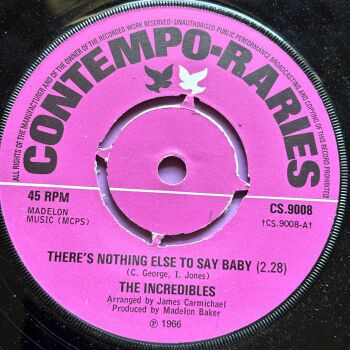 ALL RIGHTS OF THE MANUFACTURER AND OF THE OWNER OF THE RECORDED WORK RESERVED · UNAUTHORISED PUBLIC PERFORMANCE BROADCASTING AND COPYING OF THIS RECORD PROHIBITED
CONTEMPO-RARIES
45 RPM
MADELON
MUSIC (MCPS)
CS.9008
†CS.9008-A†
THERE'S NOTHING ELSE TO SAY BABY (2.28)
(C. George, I. Jones)
THE INCREDIBLES
Arranged by James Carmichael
Produced by Madelon Baker
℗ 1966